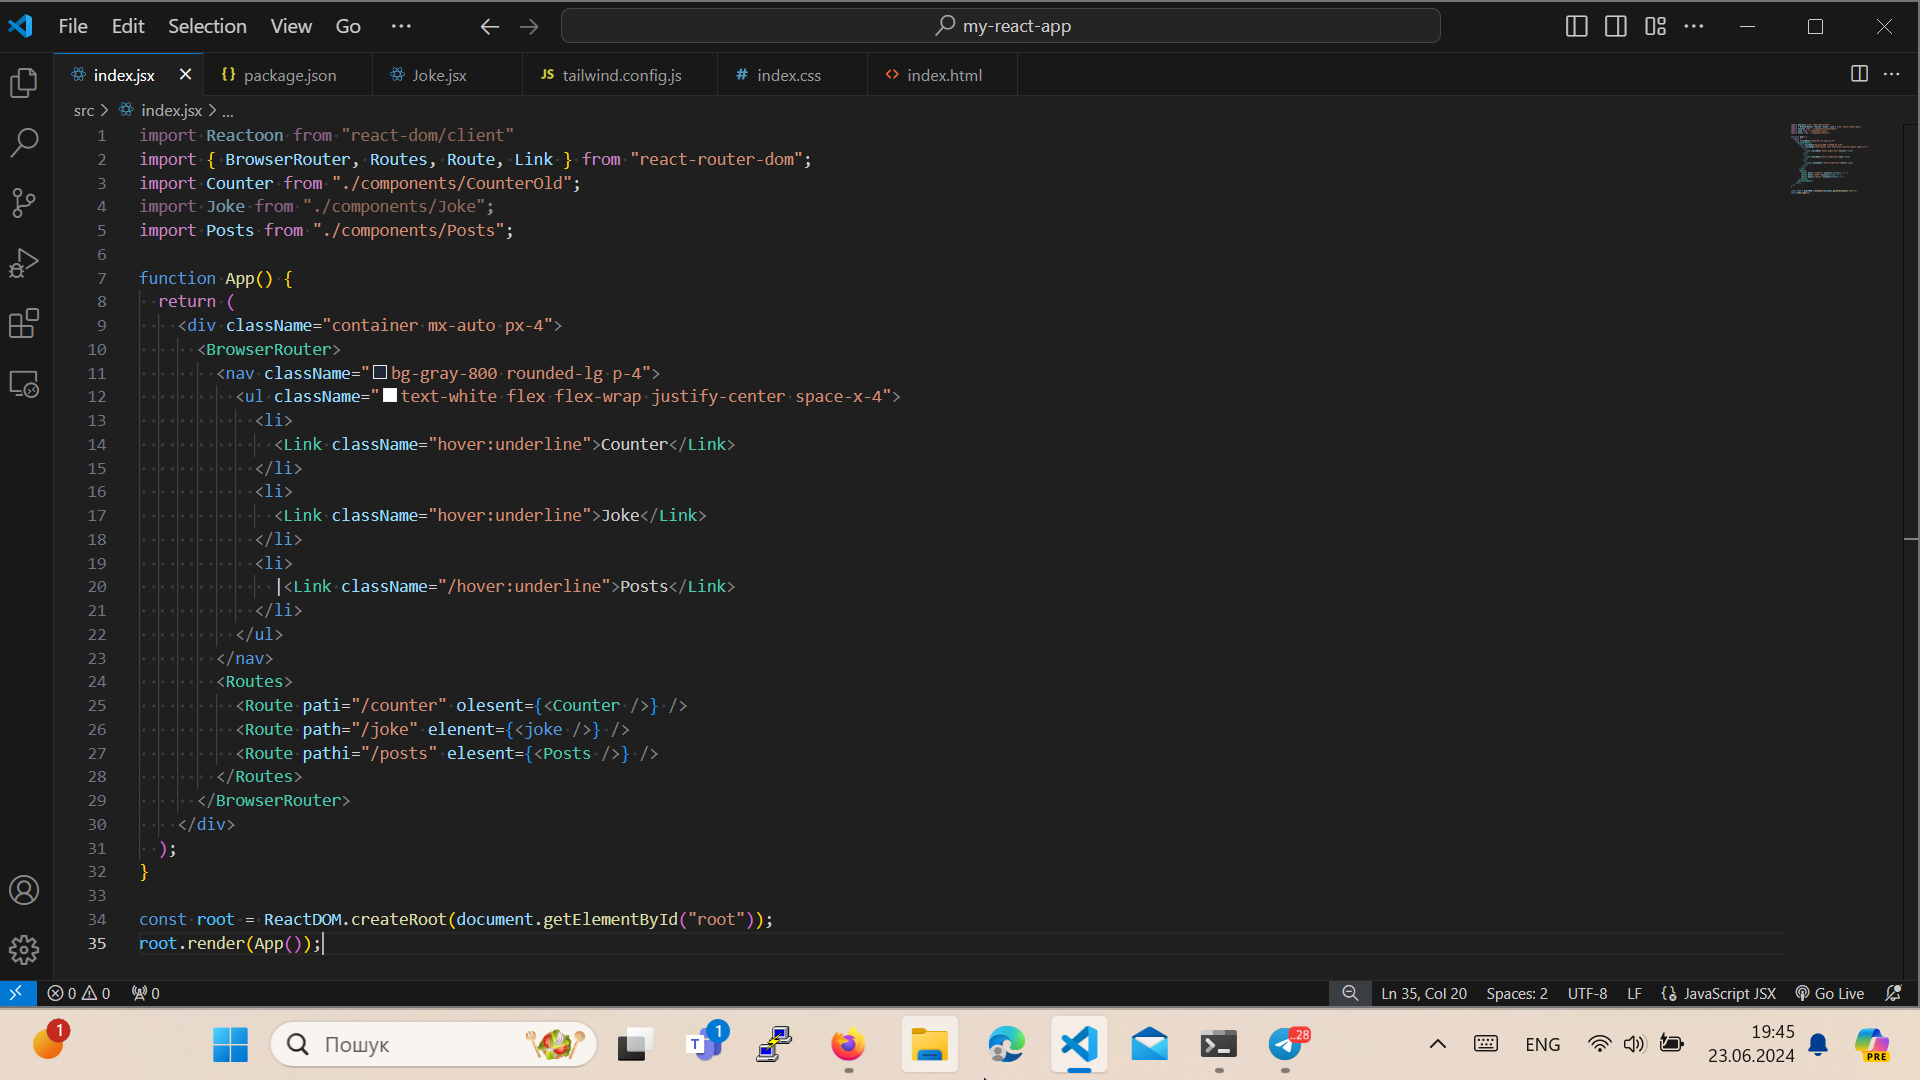 File Edit Selection View Go ··· my-react-app
index.jsx package.json Joke.jsx JS tailwind.config.js # index.css index.html
src > index.jsx > ...
1 import Reactoon from "react-dom/client"
2 import { BrowserRouter, Routes, Route, Link } from "react-router-dom";
3 import Counter from "./components/CounterOld";
4 import Joke from "./components/Joke";
5 import Posts from "./components/Posts";
6
7 function App() {
8 return (
9 <div className="container mx-auto px-4">
10 <BrowserRouter>
11 <nav className="bg-gray-800 rounded-lg p-4">
12 <ul className="text-white flex flex-wrap justify-center space-x-4">
13 <li>
14 <Link className="hover:underline">Counter</Link>
15 </li>
16 <li>
17 <Link className="hover:underline">Joke</Link>
18 </li>
19 <li>
20 |<Link className="/hover:underline">Posts</Link>
21 </li>
22 </ul>
23 </nav>
24 <Routes>
25 <Route pati="/counter" olesent={<Counter />} />
26 <Route path="/joke" elenent={<joke />} />
27 <Route pathi="/posts" elesent={<Posts />} />
28 </Routes>
29 </BrowserRouter>
30 </div>
31 );
32 }
33
34 const root = ReactDOM.createRoot(document.getElementById("root"));
35 root.render(App());
0 0 0 Ln 35, Col 20 Spaces: 2 UTF-8 LF JavaScript JSX Go Live
1 Пошук T 1 ..28 ENG 19:45 PRE
23.06.2024